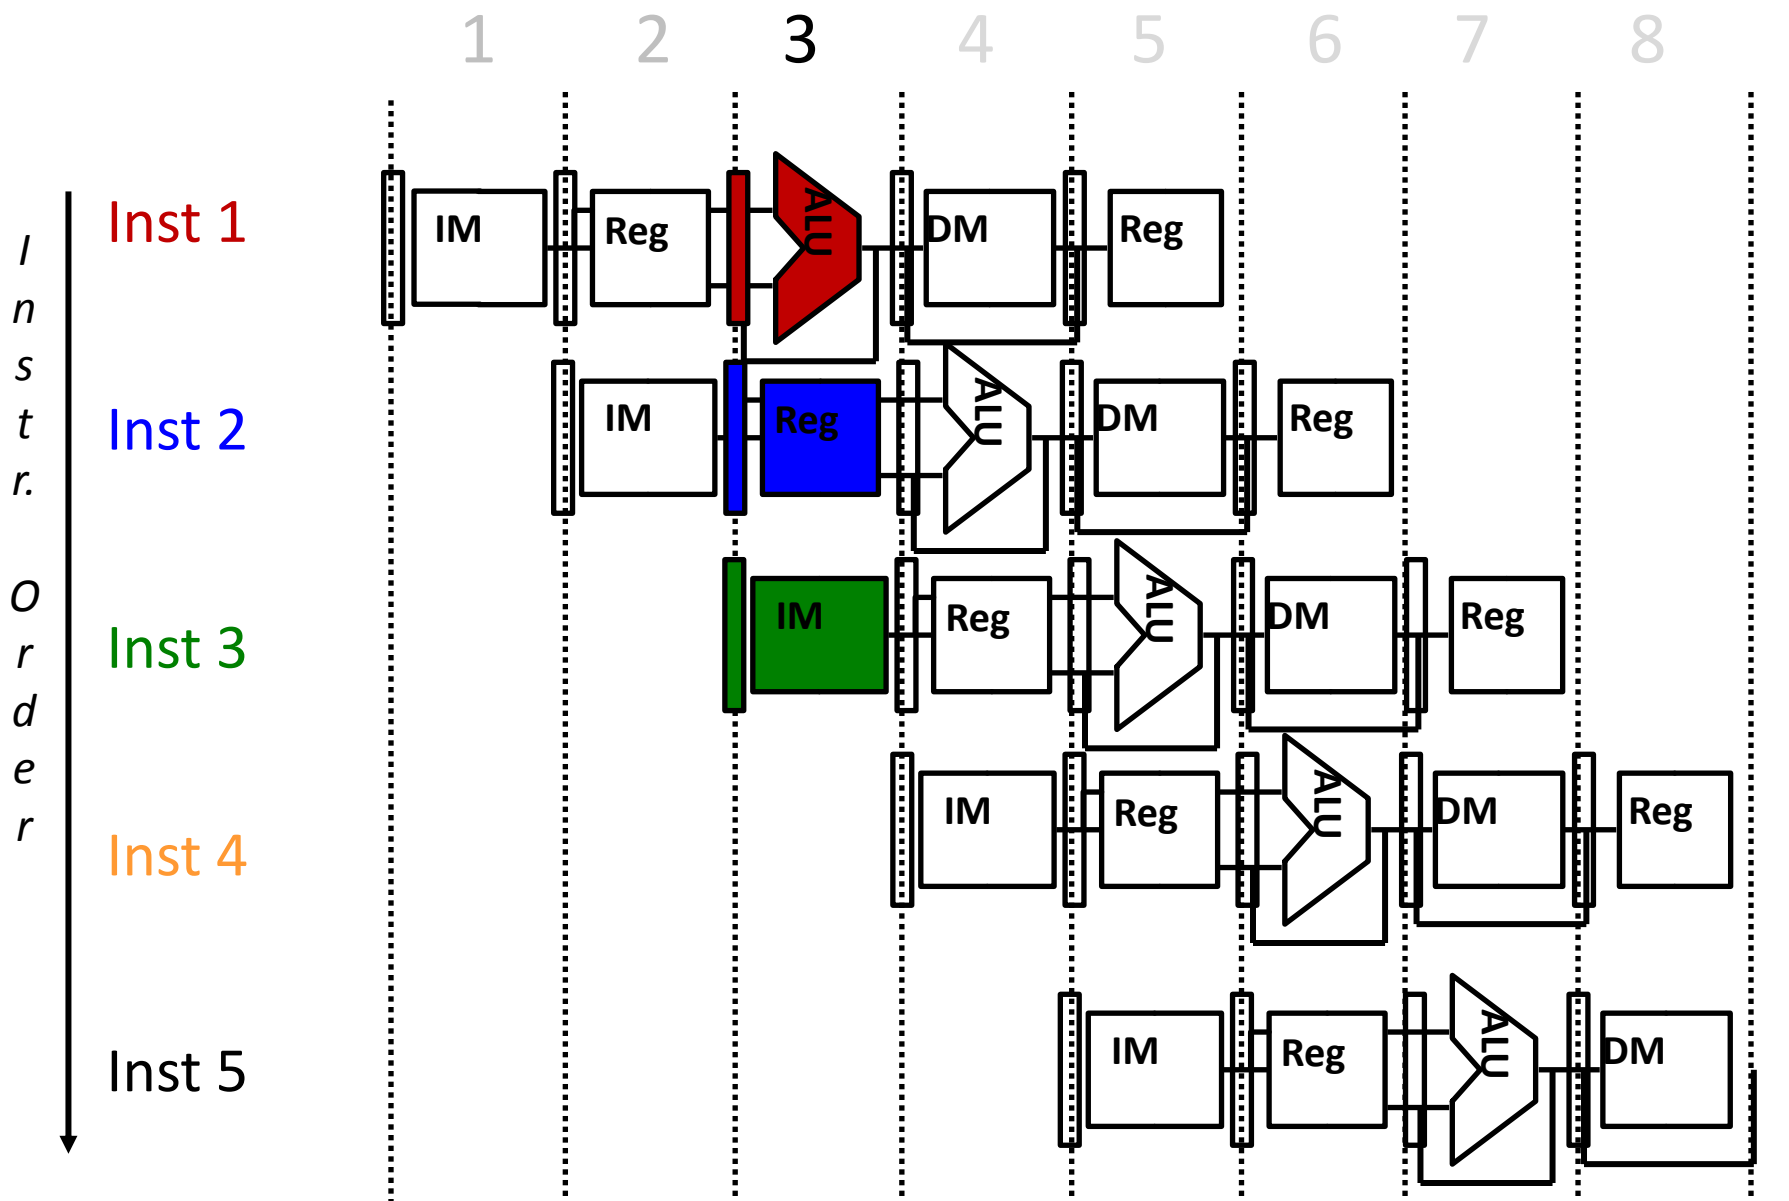 1 2 3 4 5 6 7 8
Instr. Order
Inst 1 IM Reg ALU DM Reg
Inst 2 IM Reg ALU DM Reg
Inst 3 IM Reg ALU DM Reg
Inst 4 IM Reg ALU DM Reg
Inst 5 IM Reg ALU DM